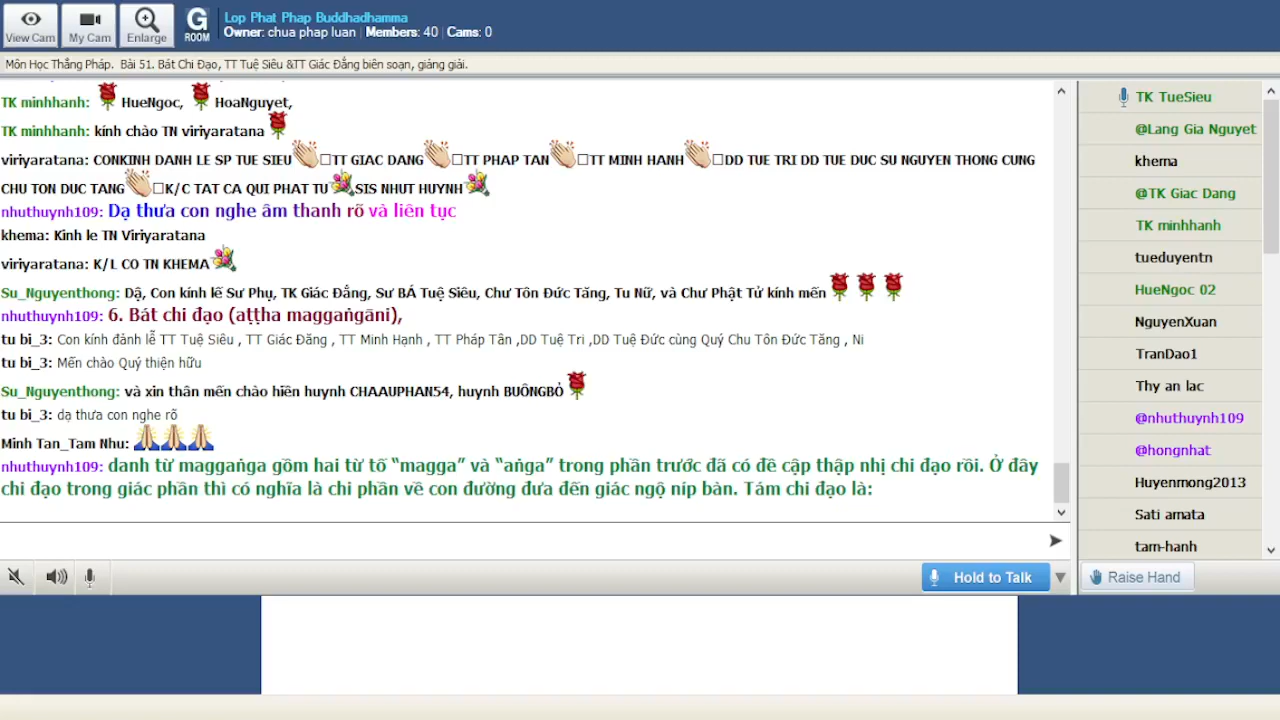 View Cam
My Cam
Enlarge
G
ROOM
Lop Phat Phap Buddhadhamma
Owner: chua phap luan | Members: 40 | Cams: 0
Môn Học Thắng Pháp.  Bài 51. Bát Chi Đạo, TT Tuệ Siêu &TT Giác Đẳng biên soạn, giảng giải.
TK minhhanh: HueNgoc, HoaNguyet,
TK minhhanh: kính chào TN viriyaratana
viriyaratana: CONKINH DANH LE SP TUE SIEU TT GIAC DANG TT PHAP TAN TT MINH HANH DD TUE TRI DD TUE DUC SU NGUYEN THONG CUNG
CHU TON DUC TANG K/C TAT CA QUI PHAT TU SIS NHUT HUYNH
nhuthuynh109: Dạ thưa con nghe âm thanh rõ và liên tục
khema: Kinh le TN Viriyaratana
viriyaratana: K/L CO TN KHEMA
Su_Nguyenthong: Dạ, Con kính lễ Sư Phụ, TK Giác Đẳng, Sư BÁ Tuệ Siêu, Chư Tôn Đức Tăng, Tu Nữ, và Chư Phật Tử kính mến
nhuthuynh109: 6. Bát chi đạo (aṭṭha maggaṅgāni),
tu bi_3: Con kính đảnh lễ TT Tuệ Siêu , TT Giác Đăng , TT Minh Hạnh , TT Pháp Tân ,DD Tuệ Tri ,DD Tuệ Đức cùng Quý Chu Tôn Đức Tăng , Ni
tu bi_3: Mến chào Quý thiện hữu
Su_Nguyenthong: và xin thân mến chào hiền huynh CHAAUPHAN54, huynh BUÔNGBỎ
tu bi_3: dạ thưa con nghe rõ
Minh Tan_Tam Nhu:
nhuthuynh109: danh từ maggaṅga gồm hai từ tố “magga” và “aṅga” trong phần trước đã có đề cập thập nhị chi đạo rồi. Ở đây
chi đạo trong giác phần thì có nghĩa là chi phần về con đường đưa đến giác ngộ níp bàn. Tám chi đạo là:
Hold to Talk
TK TueSieu
@Lang Gia Nguyet
khema
@TK Giac Dang
TK minhhanh
tueduyentn
HueNgoc 02
NguyenXuan
TranDao1
Thy an lac
@nhuthuynh109
@hongnhat
Huyenmong2013
Sati amata
tam-hanh
Raise Hand